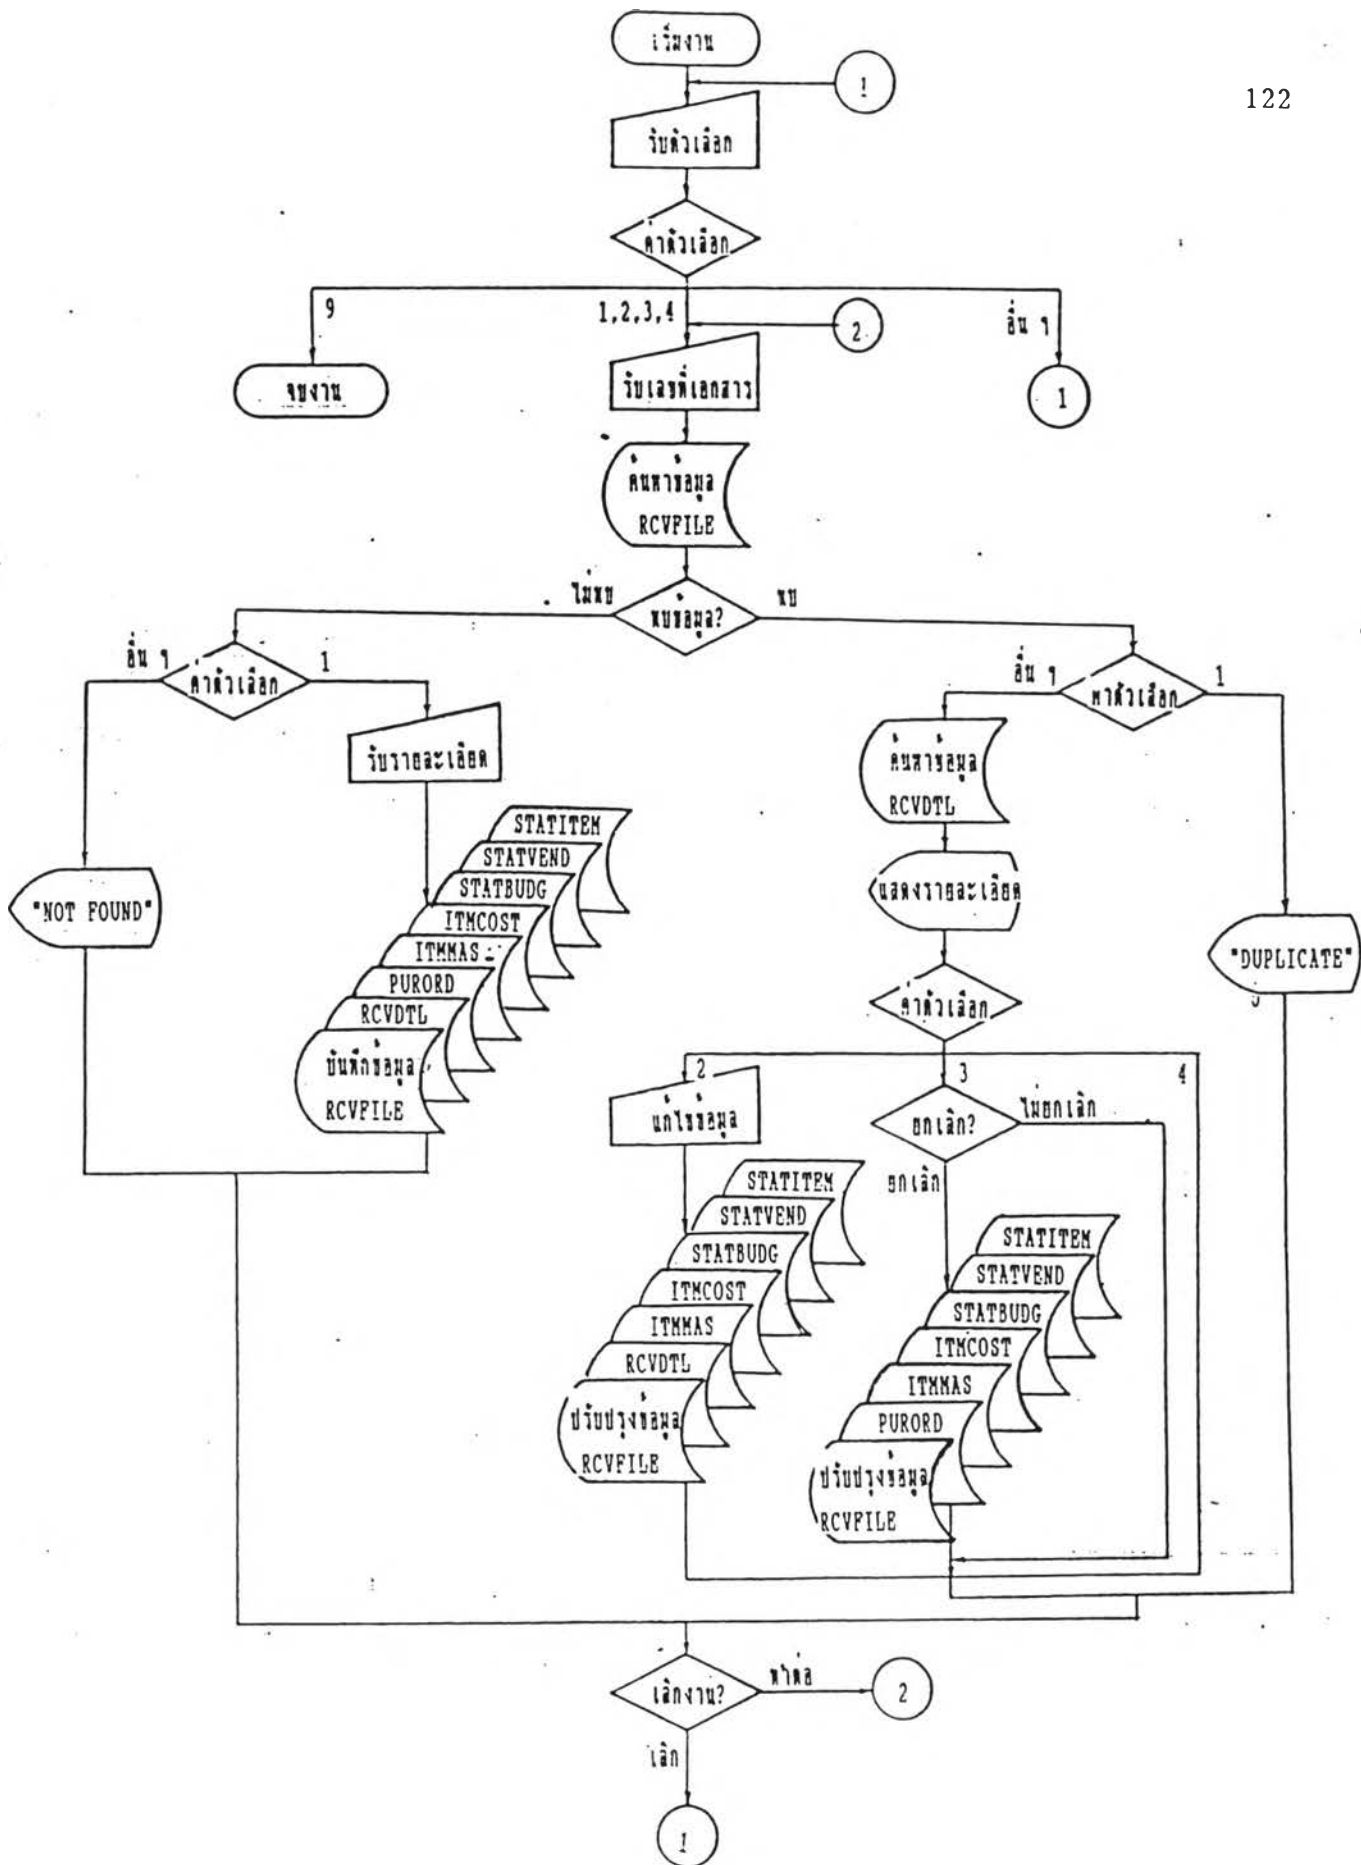 122
เริ่มงาน
1
รับตัวเลือก
ค่าตัวเลือก
9
1,2,3,4
2
อื่น ๆ
จบงาน
รับเลขที่เอกสาร
1
ค้นหาข้อมูล
RCVFILE
ไม่พบ
พบข้อมูล?
พบ
อื่น ๆ
ค่าตัวเลือก
1
อื่น ๆ
ค่าตัวเลือก
1
รับรายละเอียด
ค้นหาข้อมูล
RCVDTL
STATITEM
STATVEND
STATBUDG
ITMCOST
ITMMAS
PURORD
RCVDTL
บันทึกข้อมูล
RCVFILE
"NOT FOUND"
แสดงรายละเอียด
"DUPLICATE"
ค่าตัวเลือก
2
3
4
แก้ไขข้อมูล
ยกเลิก?
ไม่ยกเลิก
ยกเลิก
STATITEM
STATVEND
STATBUDG
ITMCOST
ITMMAS
RCVDTL
ปรับปรุงข้อมูล
RCVFILE
STATITEM
STATVEND
STATBUDG
ITMCOST
ITMMAS
PURORD
ปรับปรุงข้อมูล
RCVFILE
เลิกงาน?
ทำต่อ
2
เลิก
1